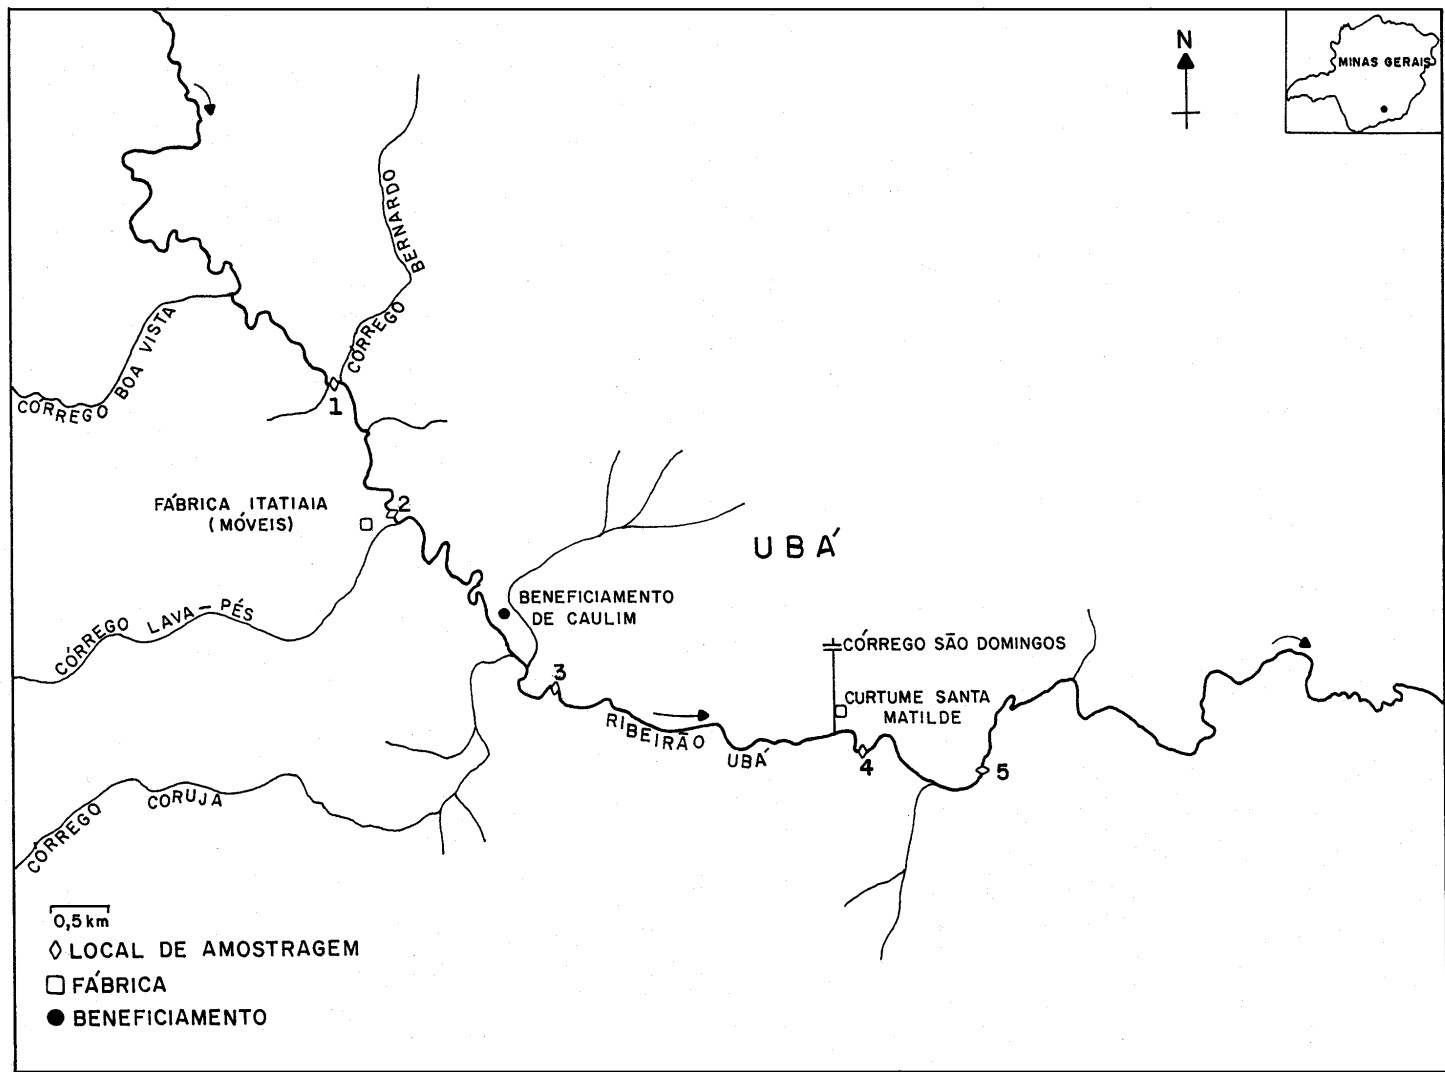 N
MINAS GERAIS
CÓRREGO BERNARDO
CÓRREGO BOA VISTA
1
FÁBRICA ITATIAIA
(MÓVEIS)
2
UBÁ
BENEFICIAMENTO
DE CAULIM
CÓRREGO LAVA-PÉS
CÓRREGO SÃO DOMINGOS
3
CURTUME SANTA
MATILDE
RIBEIRÃO UBÁ
4
5
CÓRREGO CORUJA
0,5 km
LOCAL DE AMOSTRAGEM
FÁBRICA
BENEFICIAMENTO